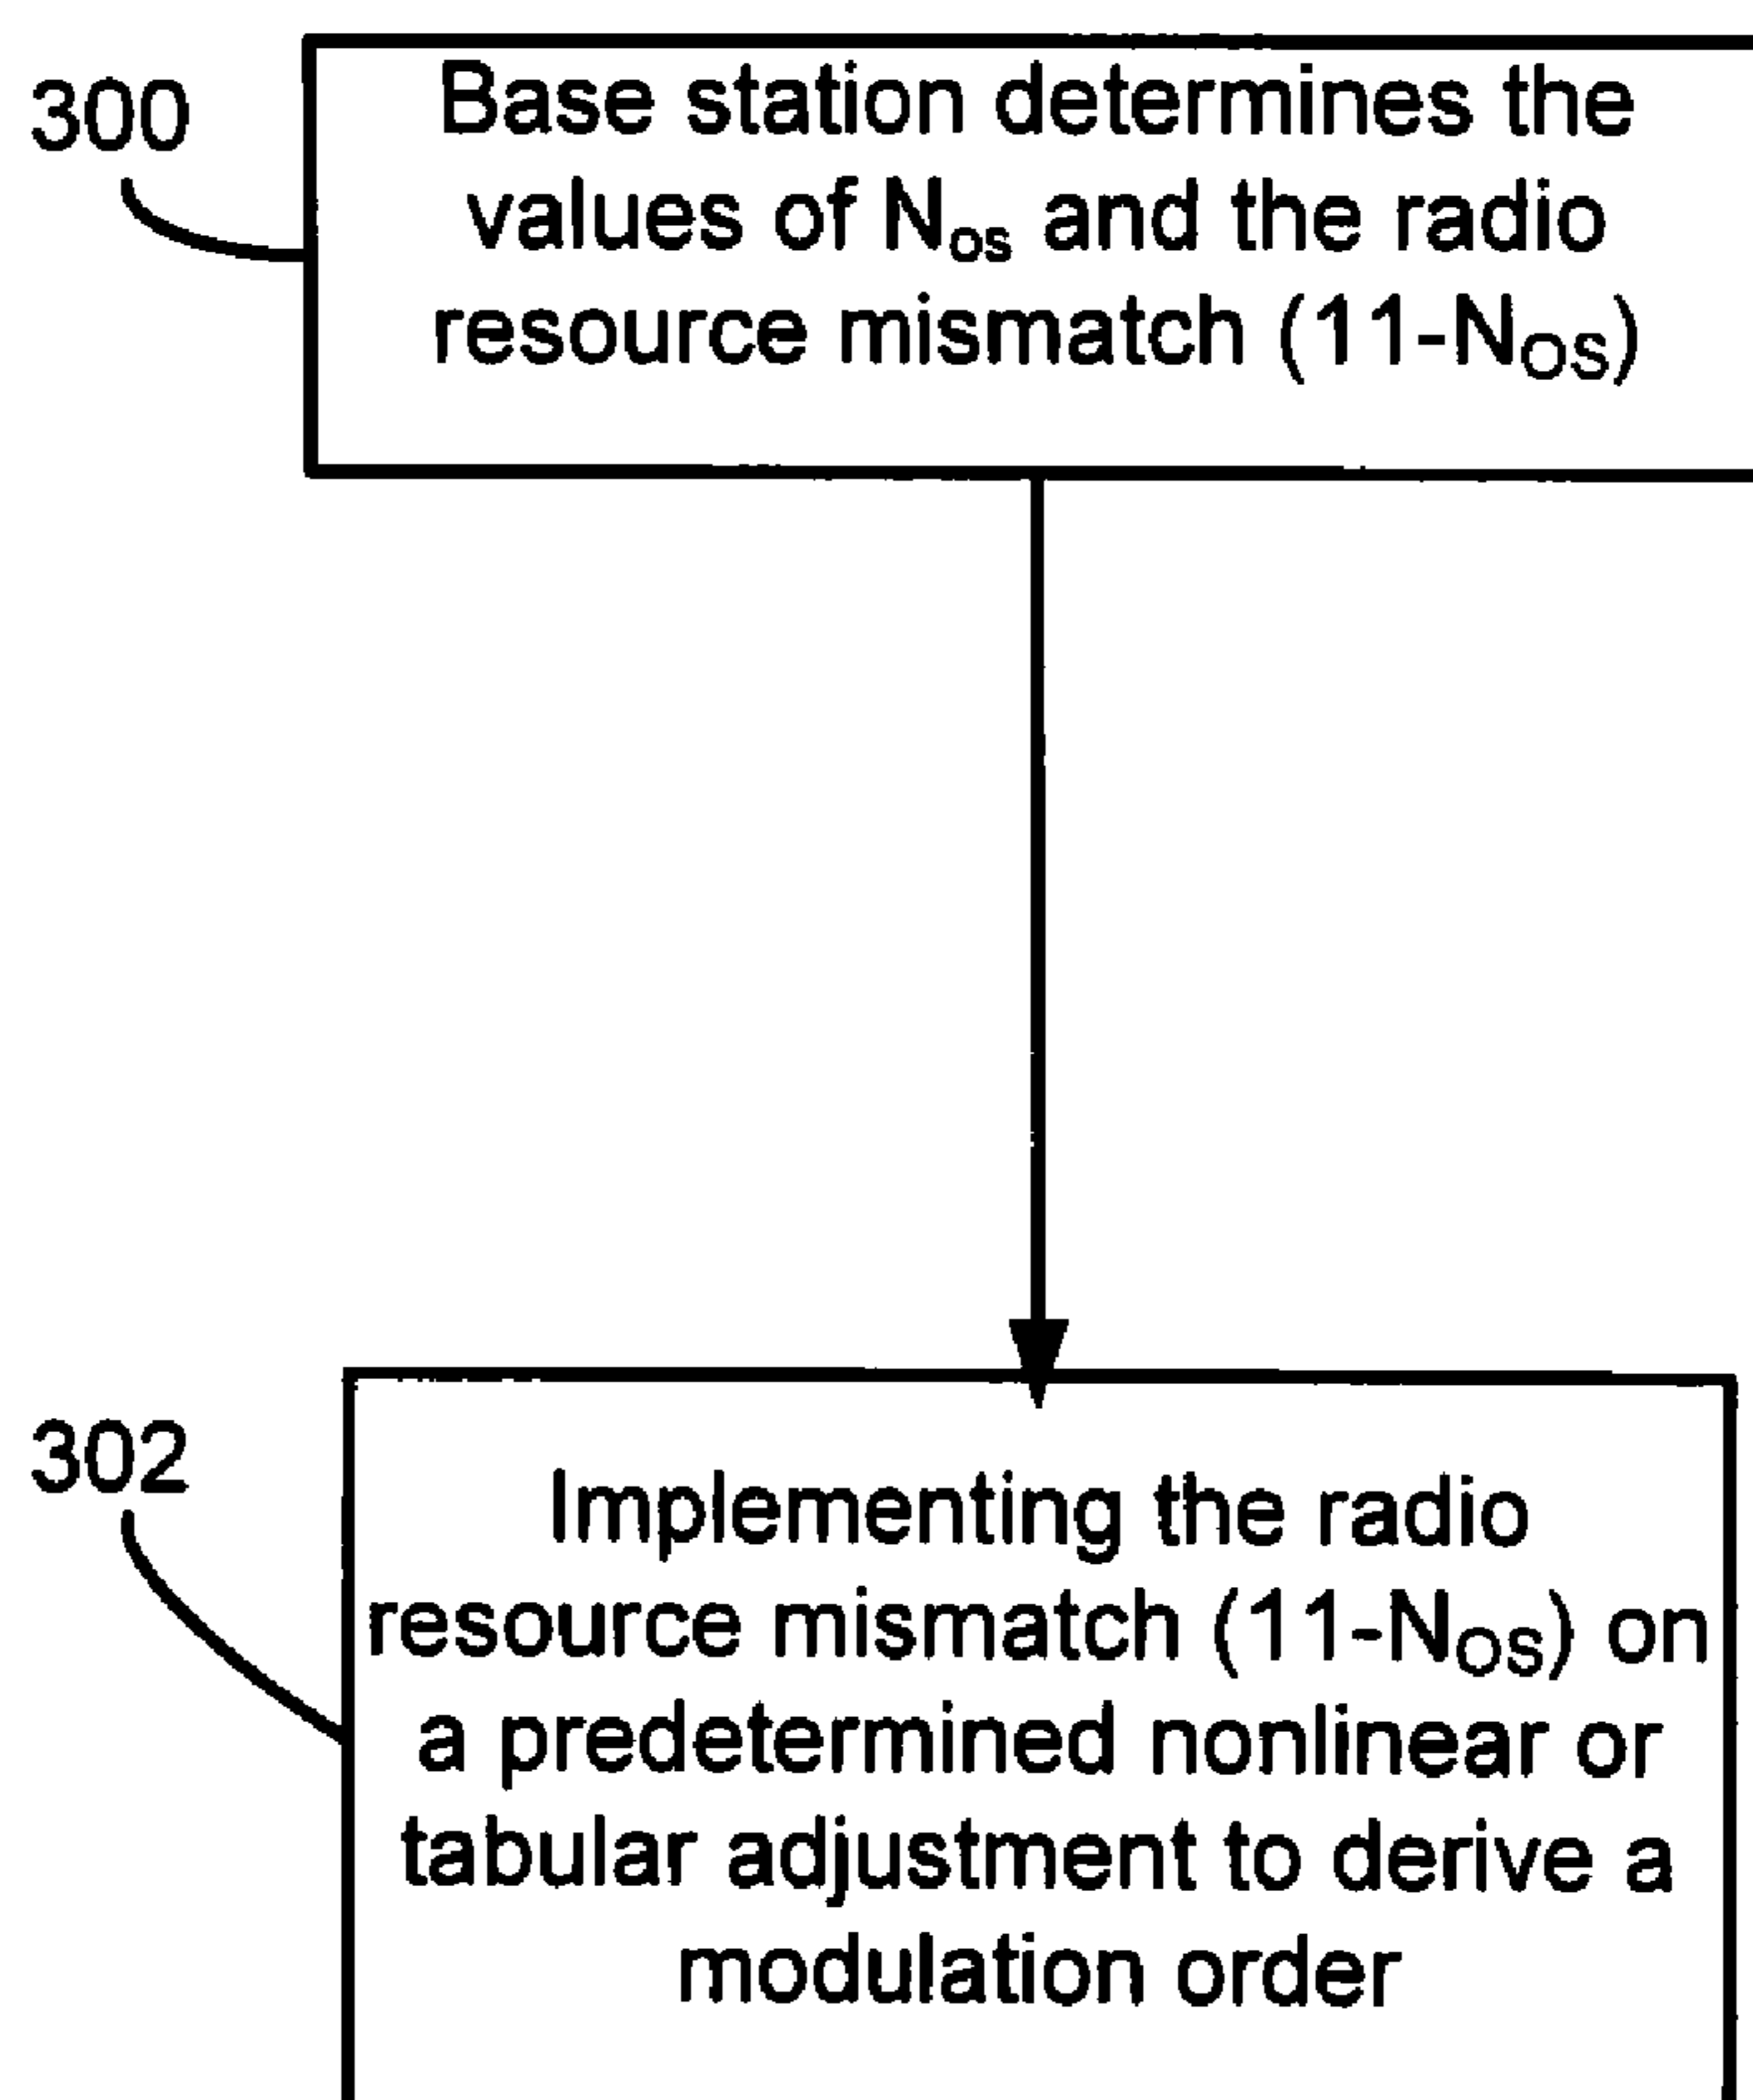 300
Base station determines the
values of Nos and the radio
resource mismatch (11-NOS)
302
Implementing the radio
resource mismatch (11-NOS) on
a predetermined nonlinear or
tabular adjustment to derive a
modulation order